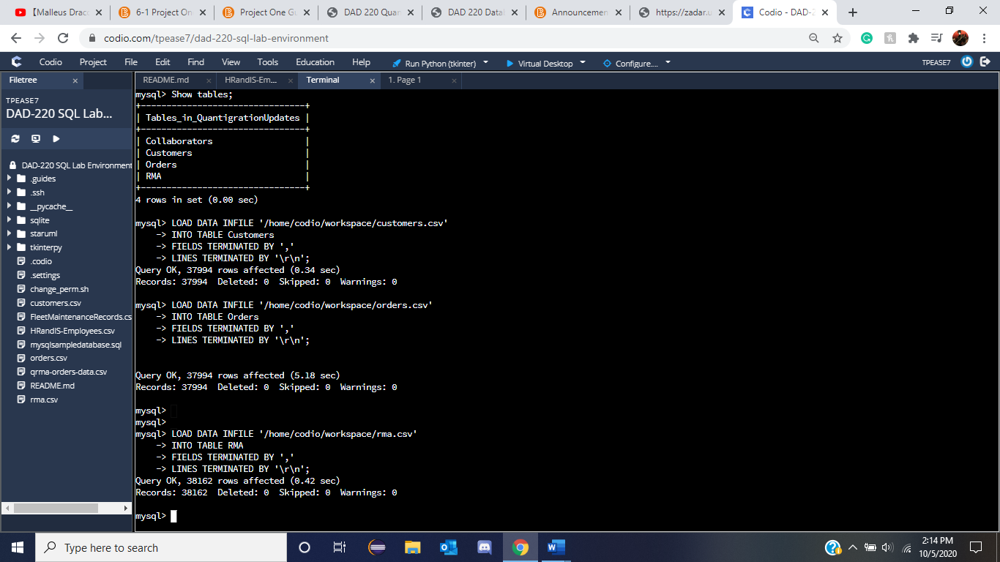 【Malleus Draco
6-1 Project On
Project One Gu
DAD 220 Quan
DAD 220 Datal
Announcemen
https://zadar.u
Codio - DAD-2
codio.com/tpease7/dad-220-sql-lab-environment
Codio Project File Edit Find View Tools Education Help Run Python (tkinter) Virtual Desktop Configure.... TPEASE7
Filetree
README.md HRandIS-Em... Terminal 1. Page 1
TPEASE7
DAD-220 SQL Lab...
DAD-220 SQL Lab Environment
.guides
.ssh
__pycache__
sqlite
staruml
tkinterpy
.codio
.settings
change_perm.sh
customers.csv
FleetMaintenanceRecords.cs
HRandIS-Employees.csv
mysqlsampledatabase.sql
orders.csv
qrma-orders-data.csv
README.md
rma.csv
mysql> Show tables;
+--------------------------------+
| Tables_in_QuantigrationUpdates |
+--------------------------------+
| Collaborators |
| Customers |
| Orders |
| RMA |
+--------------------------------+
4 rows in set (0.00 sec)
mysql> LOAD DATA INFILE '/home/codio/workspace/customers.csv'
-> INTO TABLE Customers
-> FIELDS TERMINATED BY ','
-> LINES TERMINATED BY '\r\n';
Query OK, 37994 rows affected (0.34 sec)
Records: 37994 Deleted: 0 Skipped: 0 Warnings: 0
mysql> LOAD DATA INFILE '/home/codio/workspace/orders.csv'
-> INTO TABLE Orders
-> FIELDS TERMINATED BY ','
-> LINES TERMINATED BY '\r\n';
Query OK, 37994 rows affected (5.18 sec)
Records: 37994 Deleted: 0 Skipped: 0 Warnings: 0
mysql>
mysql>
mysql> LOAD DATA INFILE '/home/codio/workspace/rma.csv'
-> INTO TABLE RMA
-> FIELDS TERMINATED BY ','
-> LINES TERMINATED BY '\r\n';
Query OK, 38162 rows affected (0.42 sec)
Records: 38162 Deleted: 0 Skipped: 0 Warnings: 0
mysql>
Type here to search
2:14 PM
10/5/2020